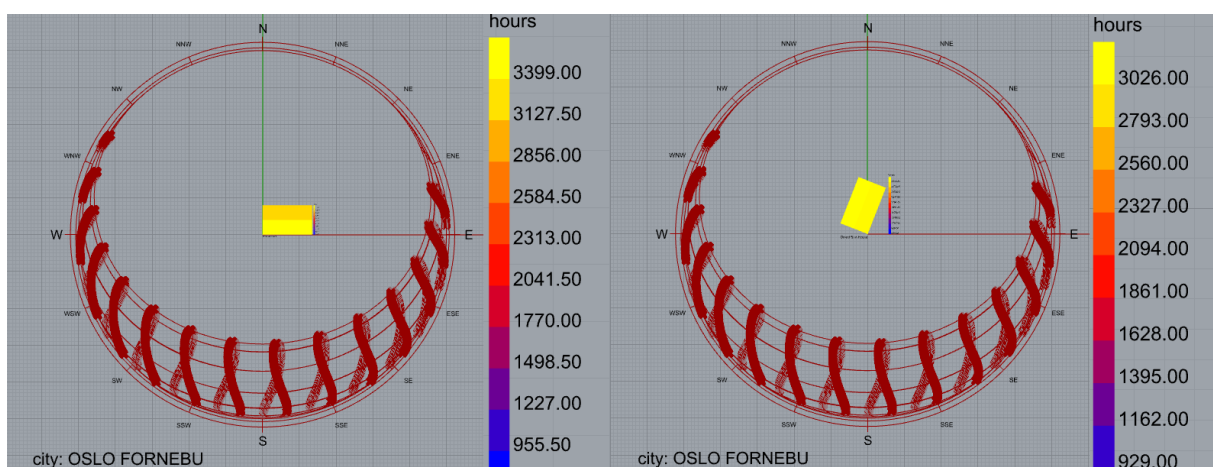 hours
N
NNW
NNE
NW
NE
WNW
ENE
W
E
WSW
ESE
SW
SE
SSW
SSE
S
3399.00
3127.50
2856.00
2584.50
2313.00
2041.50
1770.00
1498.50
1227.00
955.50
city: OSLO FORNEBU
hours
N
NNW
NNE
NW
NE
WNW
ENE
W
E
WSW
ESE
SW
SE
SSW
SSE
S
3026.00
2793.00
2560.00
2327.00
2094.00
1861.00
1628.00
1395.00
1162.00
929.00
city: OSLO FORNEBU